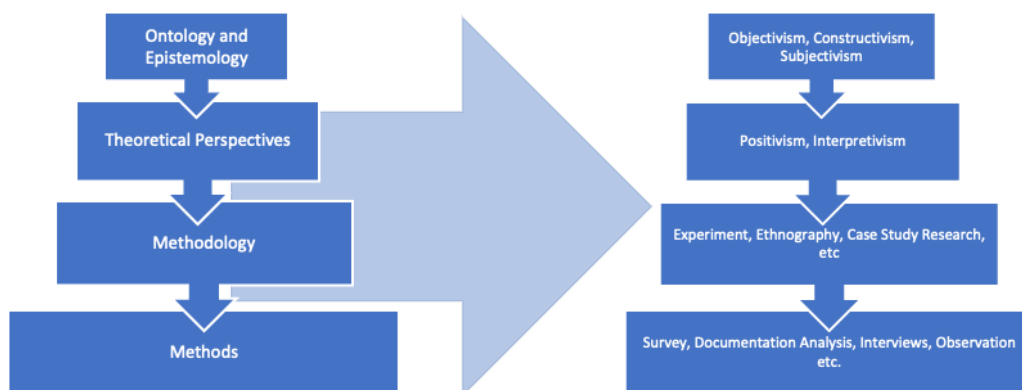 Ontology and
Epistemology
Theoretical Perspectives
Methodology
Methods
Objectivism, Constructivism,
Subjectivism
Positivism, Interpretivism
Experiment, Ethnography, Case Study Research,
etc
Survey, Documentation Analysis, Interviews, Observation
etc.